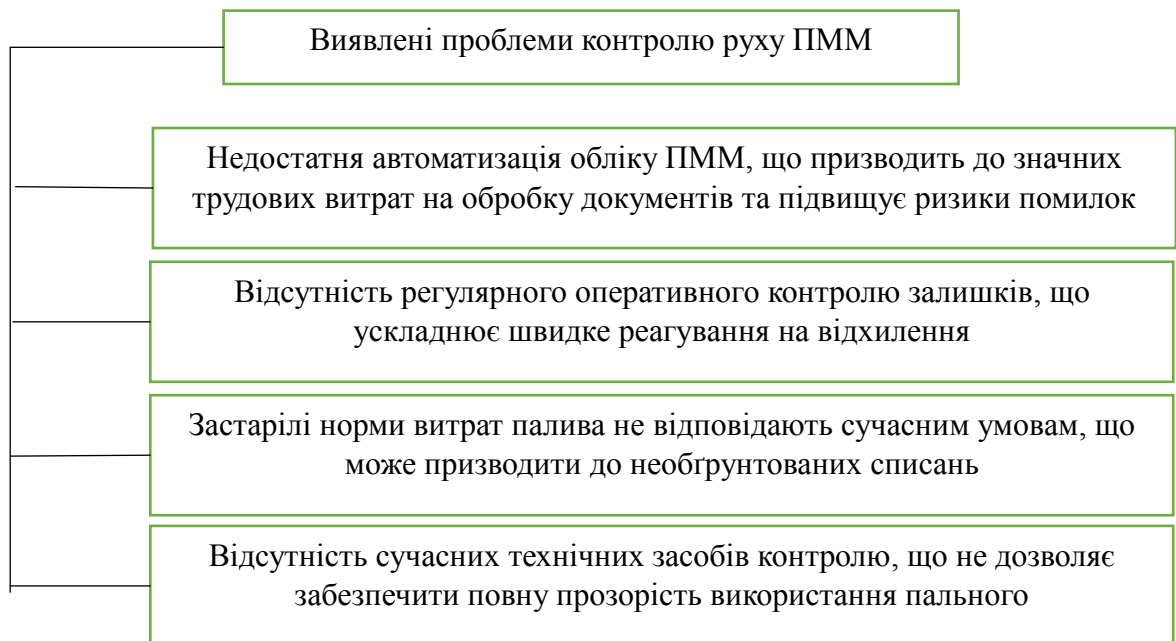 Виявлені проблеми контролю руху ПММ
Недостатня автоматизація обліку ПММ, що призводить до значних
трудових витрат на обробку документів та підвищує ризики помилок
Відсутність регулярного оперативного контролю залишків, що
ускладнює швидке реагування на відхилення
Застарілі норми витрат палива не відповідають сучасним умовам, що
може призводити до необґрунтованих списань
Відсутність сучасних технічних засобів контролю, що не дозволяє
забезпечити повну прозорість використання пального